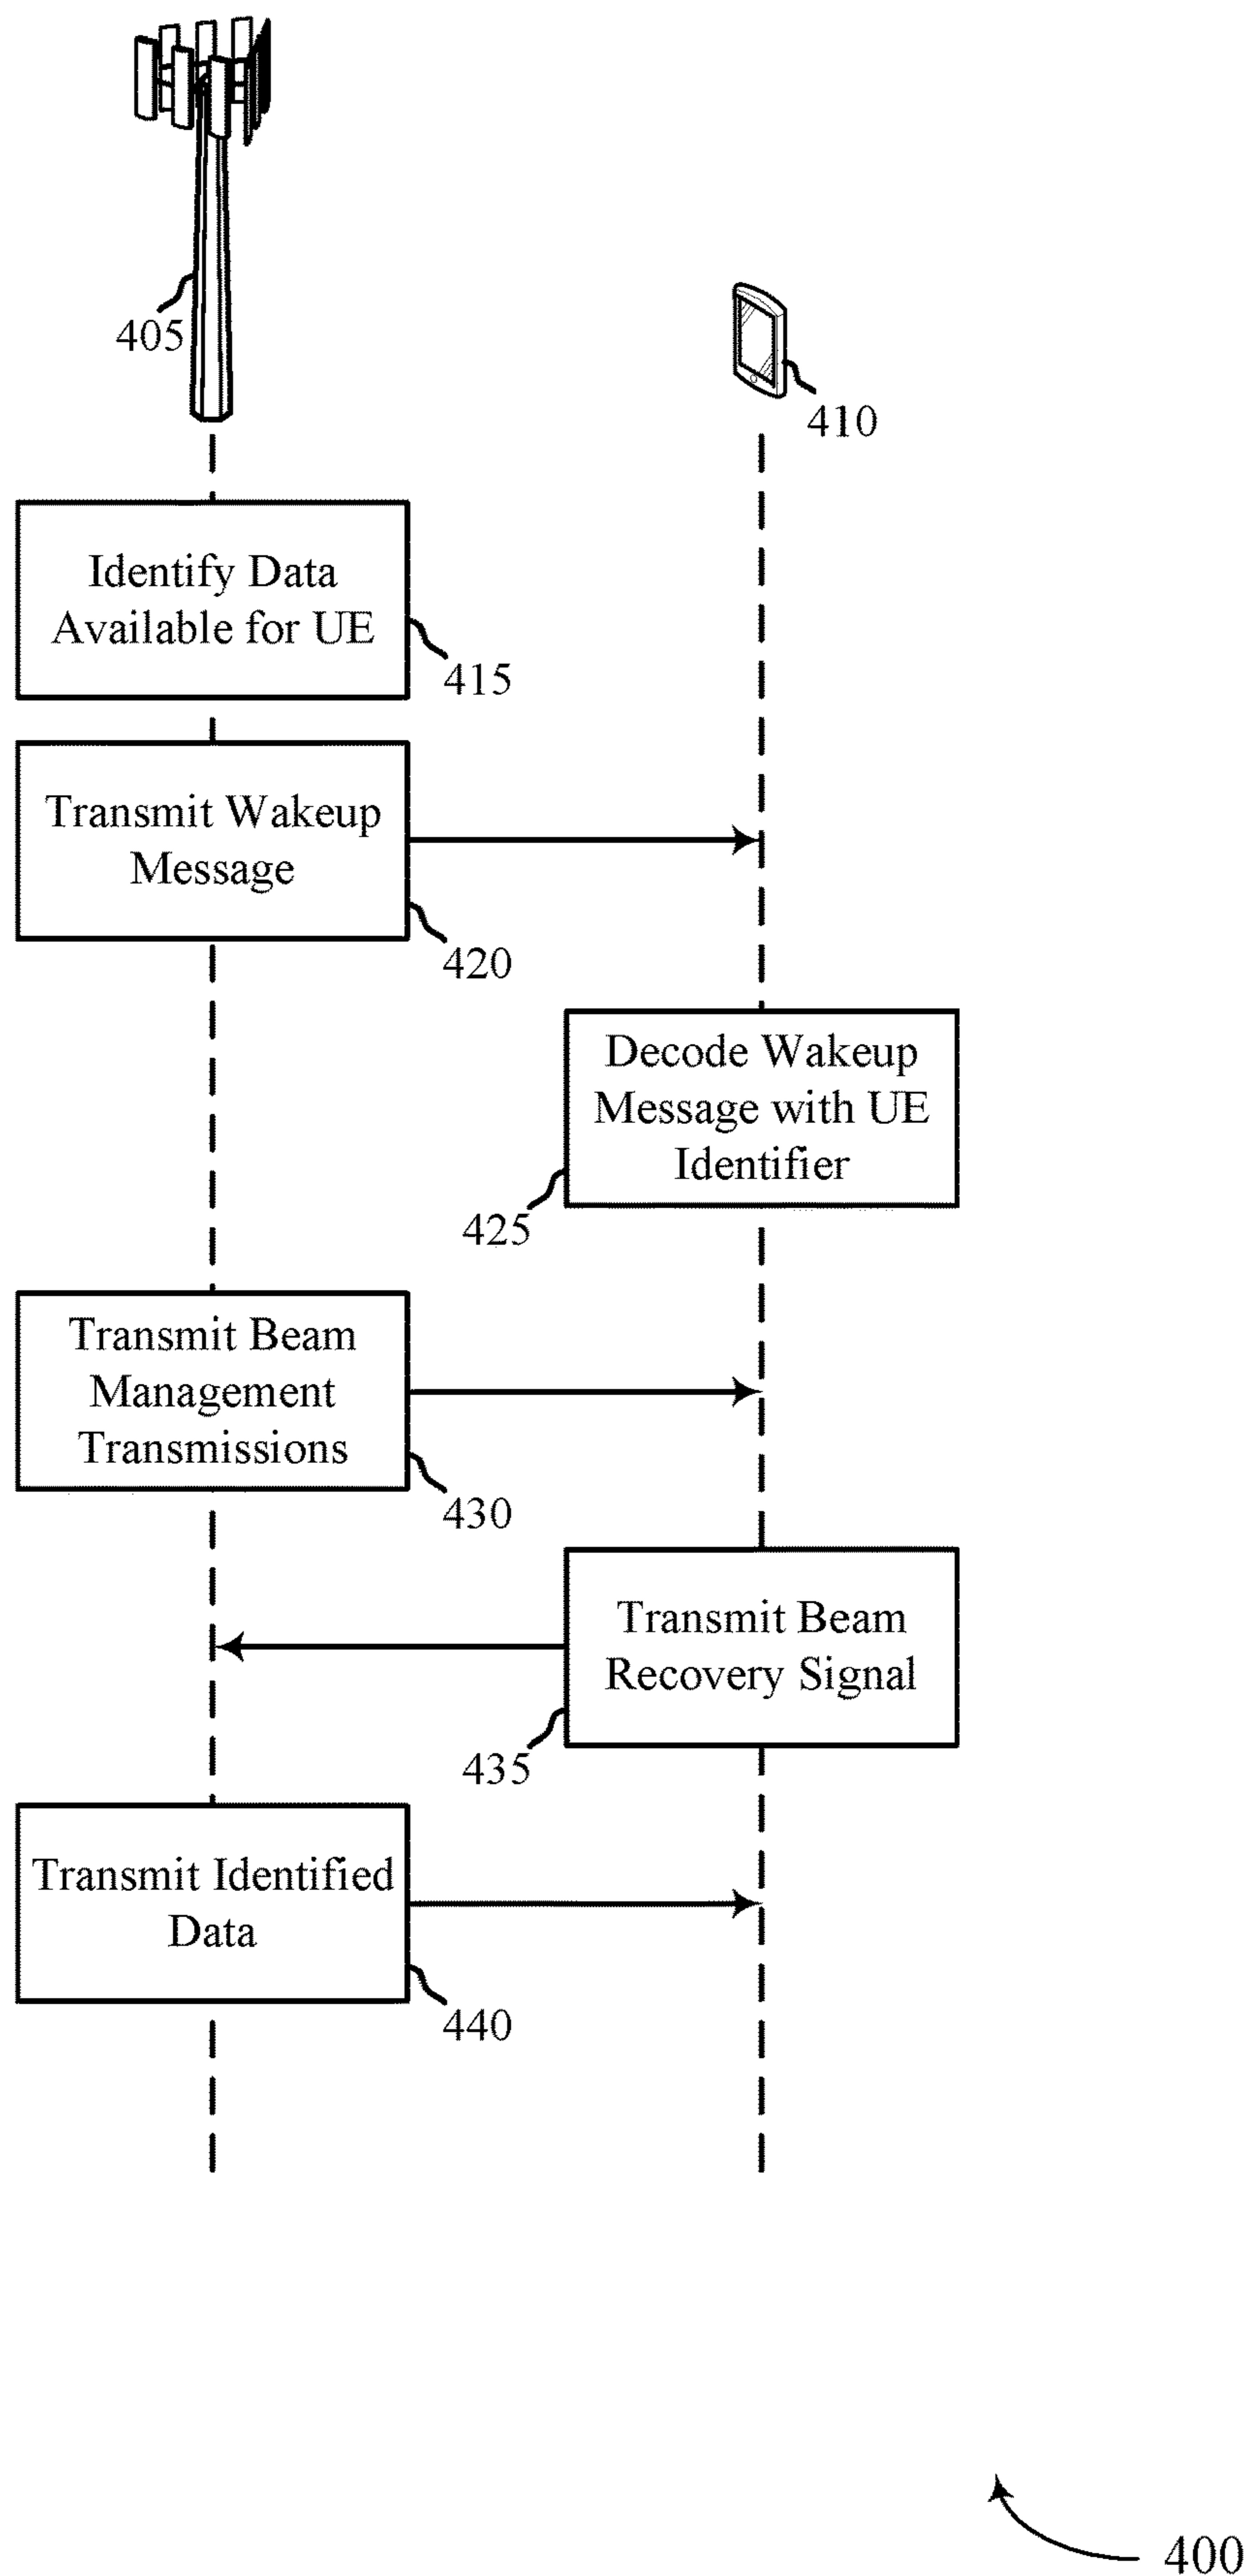 405
410
Identify Data
Available for UE
415
Transmit Wakeup
Message
420
Decode Wakeup
Message with UE
Identifier
425
Transmit Beam
Management
Transmissions
430
Transmit Beam
Recovery Signal
435
Transmit Identified
Data
440
400